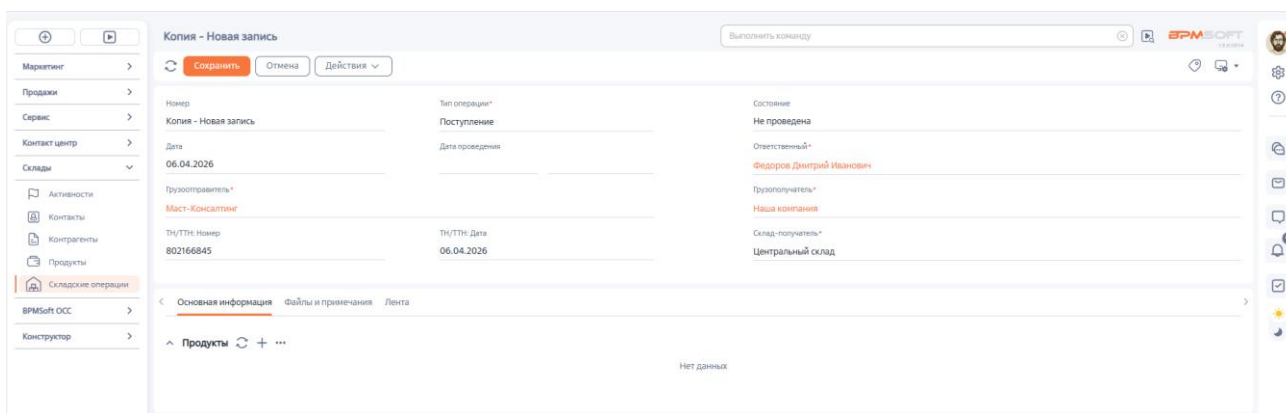 Копия - Новая запись
Выполнить команду
BPMSOFT
Сохранить Отмена Действия
Маркетинг
Продажи
Сервис
Контакт центр
Склады
Активности
Контакты
Контрагенты
Продукты
Складские операции
BPMSoft ОСС
Конструктор
Номер Тип операции* Состояние
Копия - Новая запись Поступление Не проведена
Дата Дата проведения Ответственный*
06.04.2026 Федоров Дмитрий Иванович
Грузоотправитель* Грузополучатель*
Маст-Консалтинг Наша компания
ТН/ТТН: Номер ТН/ТТН: Дата Склад-получатель*
802166845 06.04.2026 Центральный склад
Основная информация Файлы и примечания Лента
Продукты
Нет данных